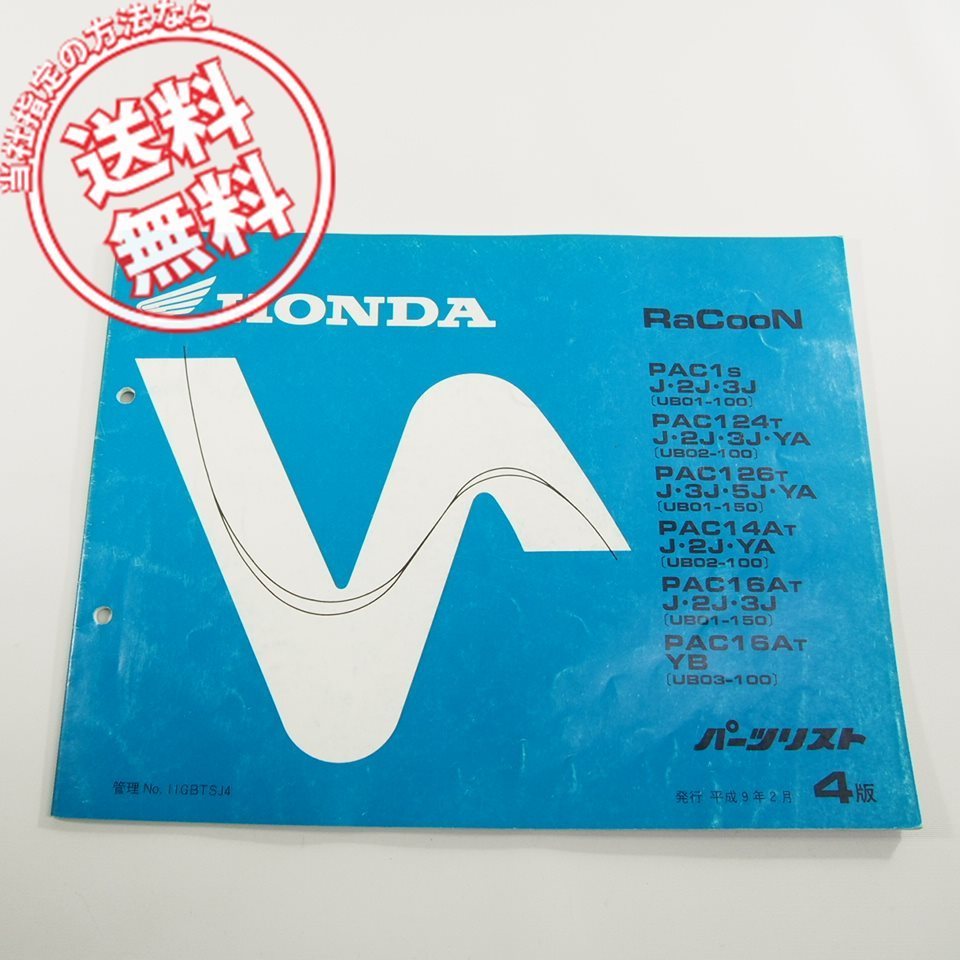 当社指定の方法なら
送料
無料
HONDA
RaCooN
PAC1S
J・2J・3J
(UB01-100)
PAC124T
J・2J・3J・YA
(UB02-100)
PAC126T
J・3J・5J・YA
(UB01-150)
PAC14AT
J・2J・YA
(UB02-100)
PAC16AT
J・2J・3J
(UB01-150)
PAC16AT
YB
(UB03-100)
パーツリスト
管理 No. 11GBTSJ4
発行 平成9年2月 4版